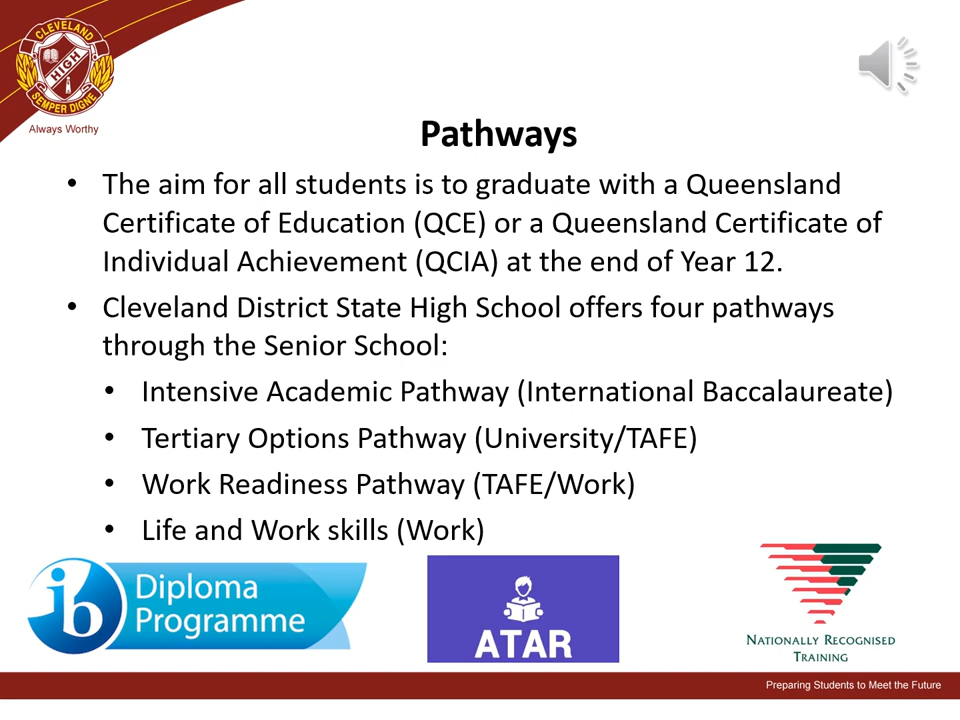 CLEVELAND
HIGH
SEMPER DIGNE
Always Worthy
Pathways
• The aim for all students is to graduate with a Queensland
Certificate of Education (QCE) or a Queensland Certificate of
Individual Achievement (QCIA) at the end of Year 12.
• Cleveland District State High School offers four pathways
through the Senior School:
• Intensive Academic Pathway (International Baccalaureate)
• Tertiary Options Pathway (University/TAFE)
• Work Readiness Pathway (TAFE/Work)
• Life and Work skills (Work)
ib Diploma
Programme
ATAR
NATIONALLY RECOGNISED
TRAINING
Preparing Students to Meet the Future